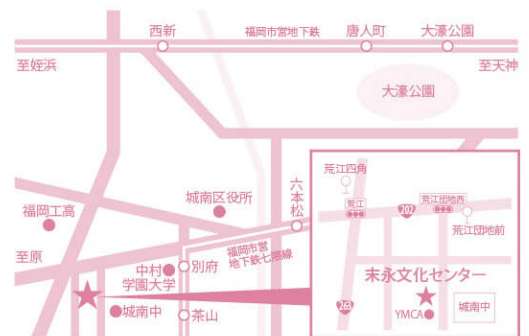 西新
福岡市営地下鉄
唐人町
大濠公園
至姪浜
至天神
大濠公園
荒江四角
六本松
城南区役所
荒江
202
荒江団地西
福岡工高
荒江団地前
福岡市営
地下鉄七隈線
至原
別府
中村
学園大学
末永文化センター
263
城南中
YMCA
城南中
茶山